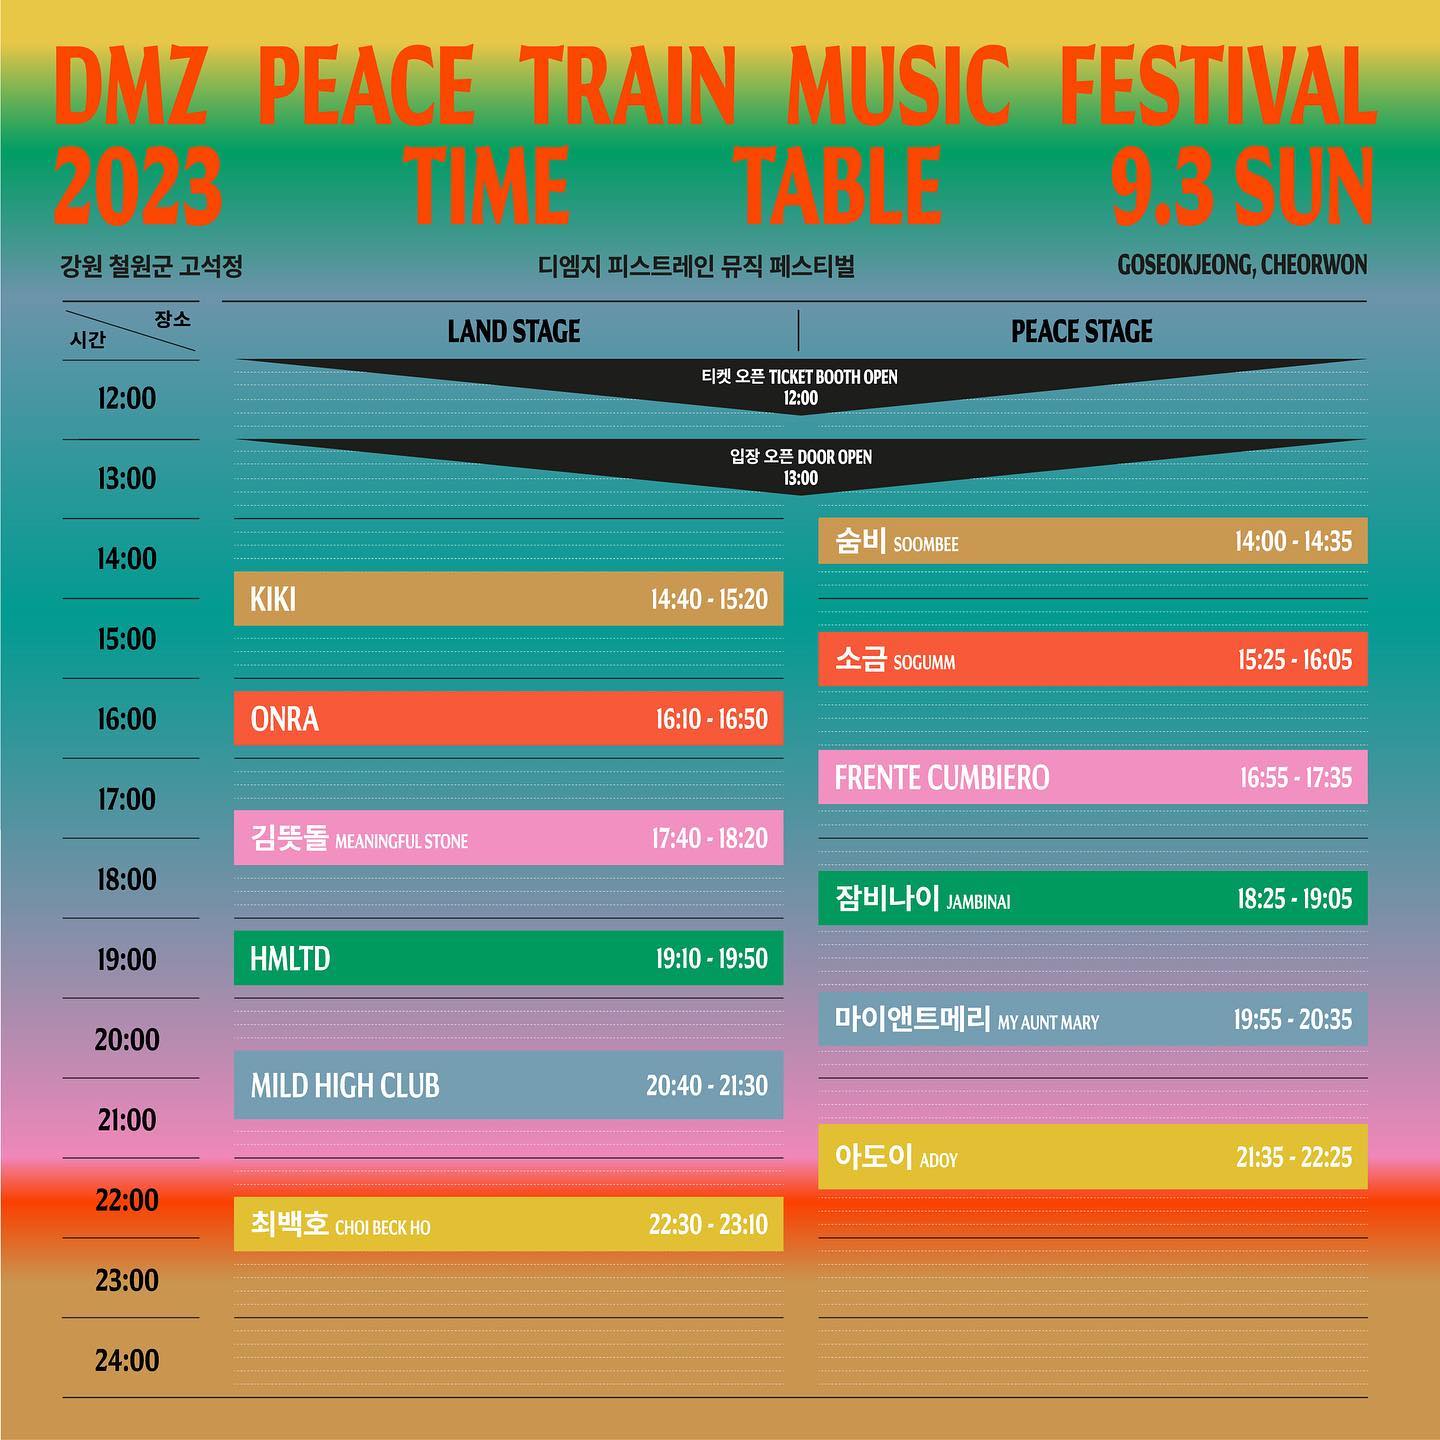 DMZ PEACE TRAIN MUSIC FESTIVAL
2023 TIME TABLE 9.3 SUN
강원 철원군 고석정 디엠지 피스트레인 뮤직 페스티벌 GOSEOKJEONG, CHEORWON
장소
시간
LAND STAGE PEACE STAGE
티켓 오픈 TICKET BOOTH OPEN
12:00
12:00
입장 오픈 DOOR OPEN
13:00
13:00
숨비 SOOMBEE 14:00 - 14:35
14:00
KIKI 14:40 - 15:20
15:00
소금 SOGUMM 15:25 - 16:05
16:00
ONRA 16:10 - 16:50
FRENTE CUMBIERO 16:55 - 17:35
17:00
김뜻돌 MEANINGFUL STONE 17:40 - 18:20
18:00
잠비나이 JAMBINAI 18:25 - 19:05
19:00
HMLTD 19:10 - 19:50
마이앤트메리 MY AUNT MARY 19:55 - 20:35
20:00
MILD HIGH CLUB 20:40 - 21:30
21:00
아도이 ADOY 21:35 - 22:25
22:00
최백호 CHOI BECK HO 22:30 - 23:10
23:00
24:00